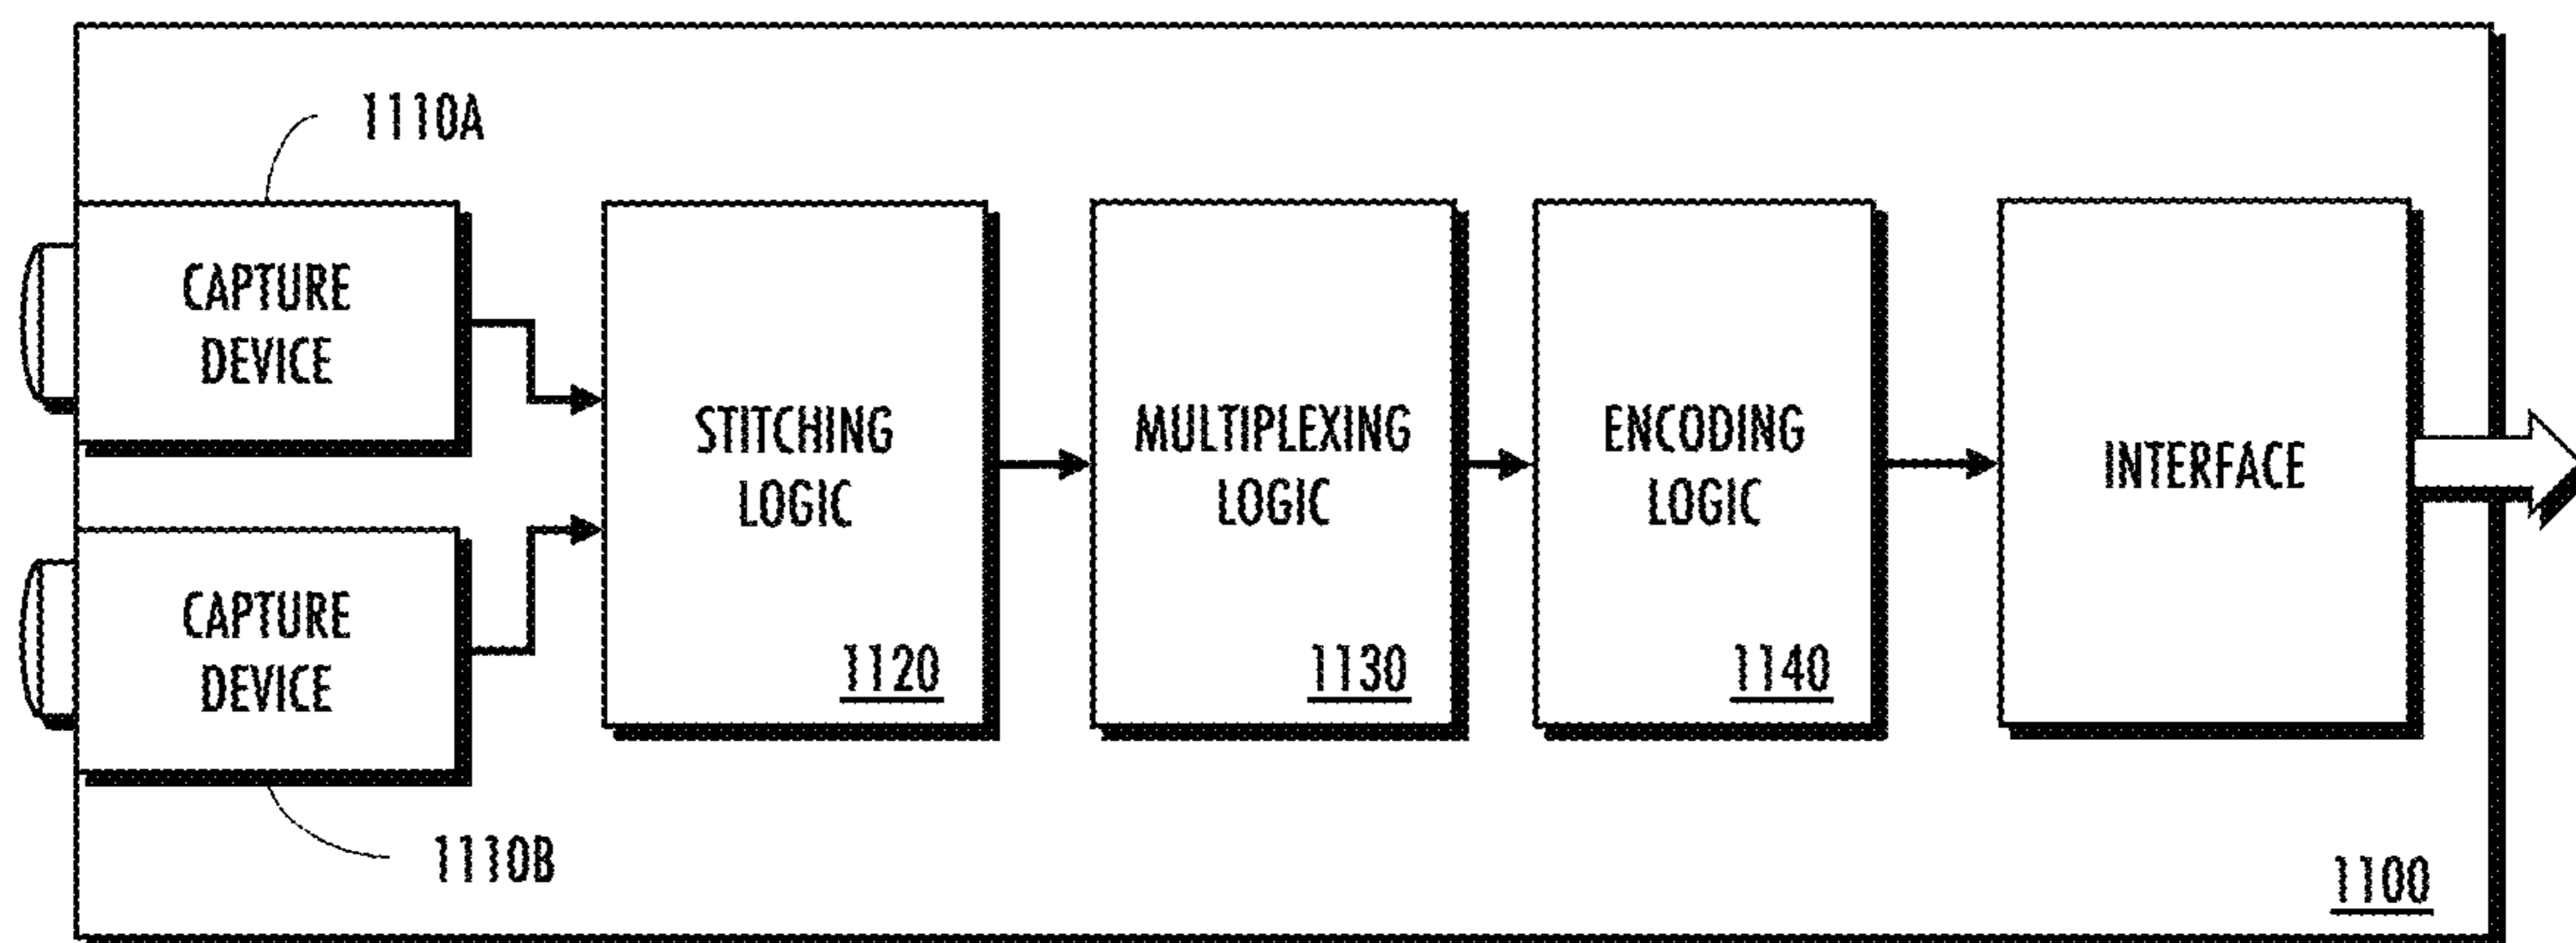 1110A
CAPTURE
DEVICE
CAPTURE
DEVICE
1110B
STITCHING
LOGIC
1120
MULTIPLEXING
LOGIC
1130
ENCODING
LOGIC
1140
INTERFACE
1100